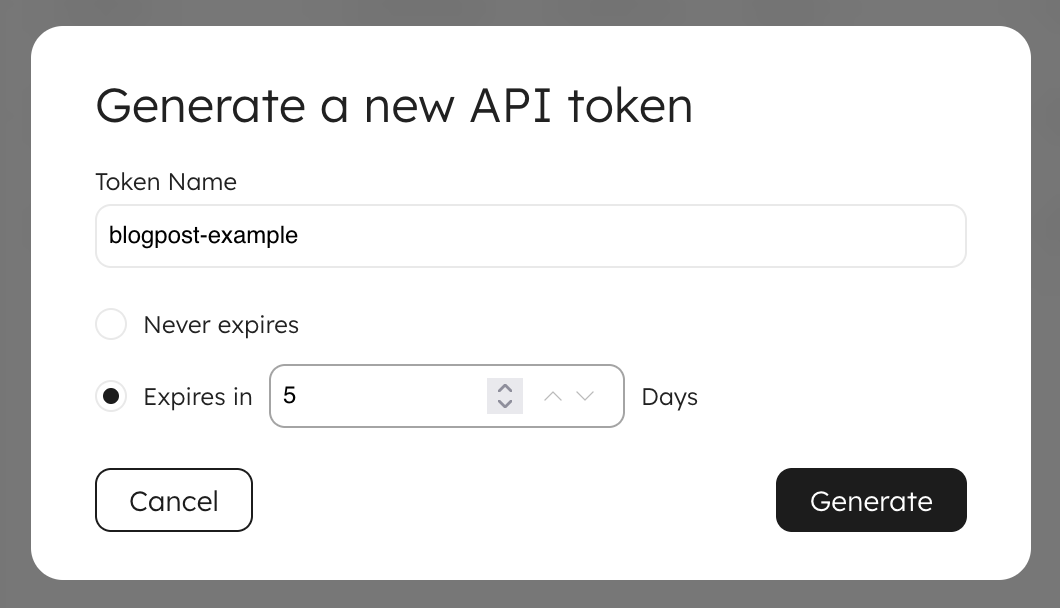 Generate a new API token
Token Name
blogpost-example
Never expires
Expires in 5 Days
Cancel Generate